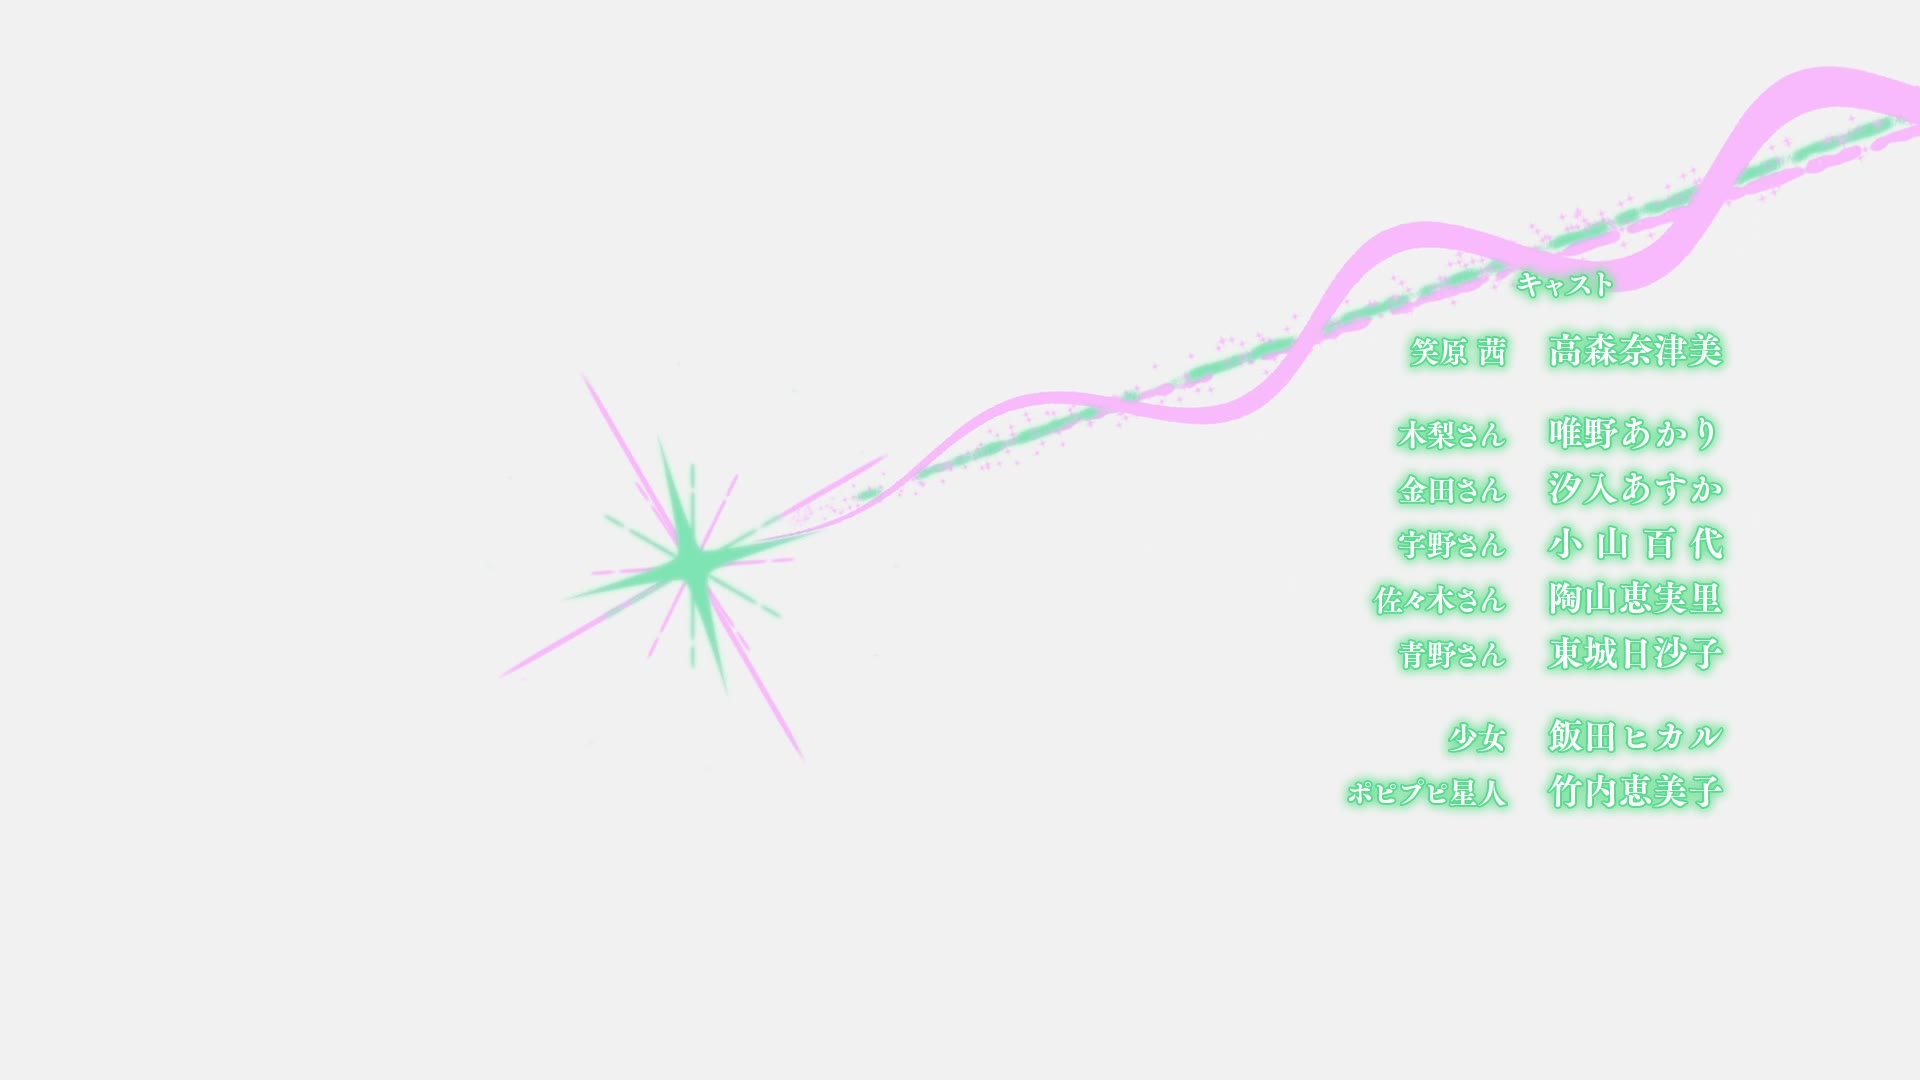 キャスト
笑原 茜 高森奈津美
木梨さん 唯野あかり
金田さん 汐入あすか
宇野さん 小山百代
佐々木さん 陶山恵実里
青野さん 東城日沙子
少女 飯田ヒカル
ポピプピ星人 竹内恵美子